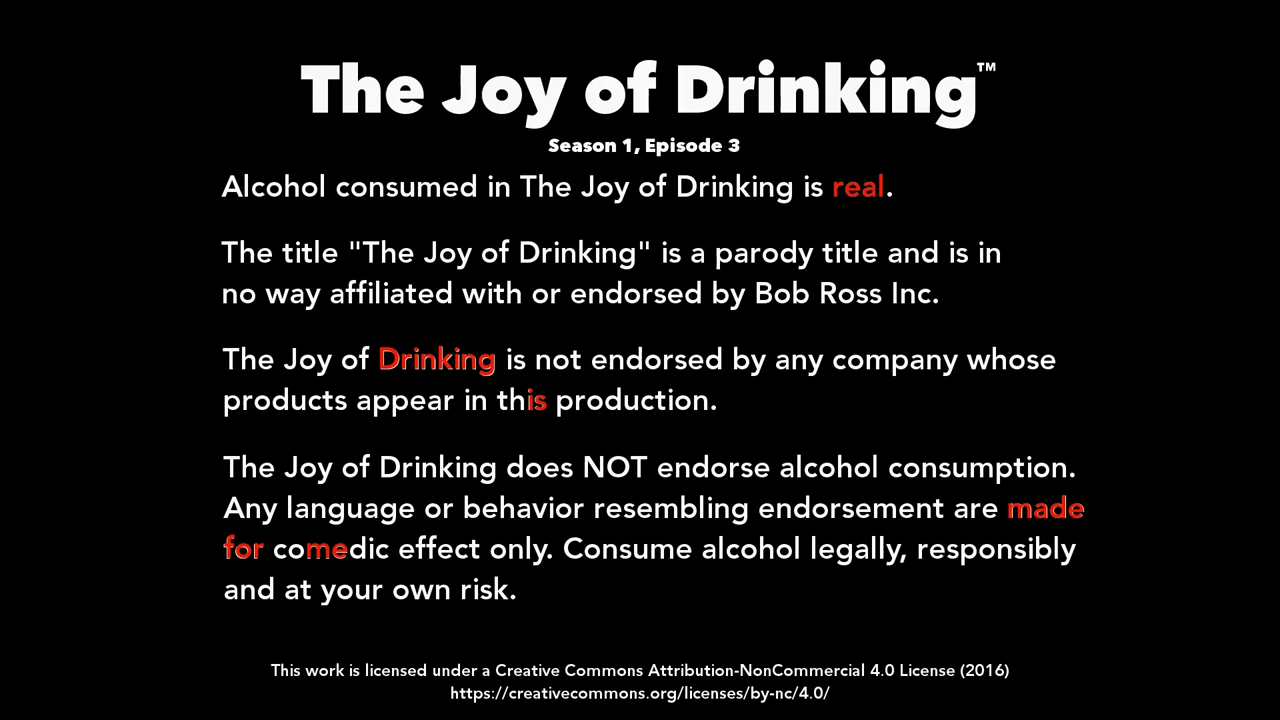 The Joy of Drinking™
Season 1, Episode 3
Alcohol consumed in The Joy of Drinking is real.
The title "The Joy of Drinking" is a parody title and is in
no way affiliated with or endorsed by Bob Ross Inc.
The Joy of Drinking is not endorsed by any company whose
products appear in this production.
The Joy of Drinking does NOT endorse alcohol consumption.
Any language or behavior resembling endorsement are made
for comedic effect only. Consume alcohol legally, responsibly
and at your own risk.
This work is licensed under a Creative Commons Attribution-NonCommercial 4.0 License (2016)
https://creativecommons.org/licenses/by-nc/4.0/